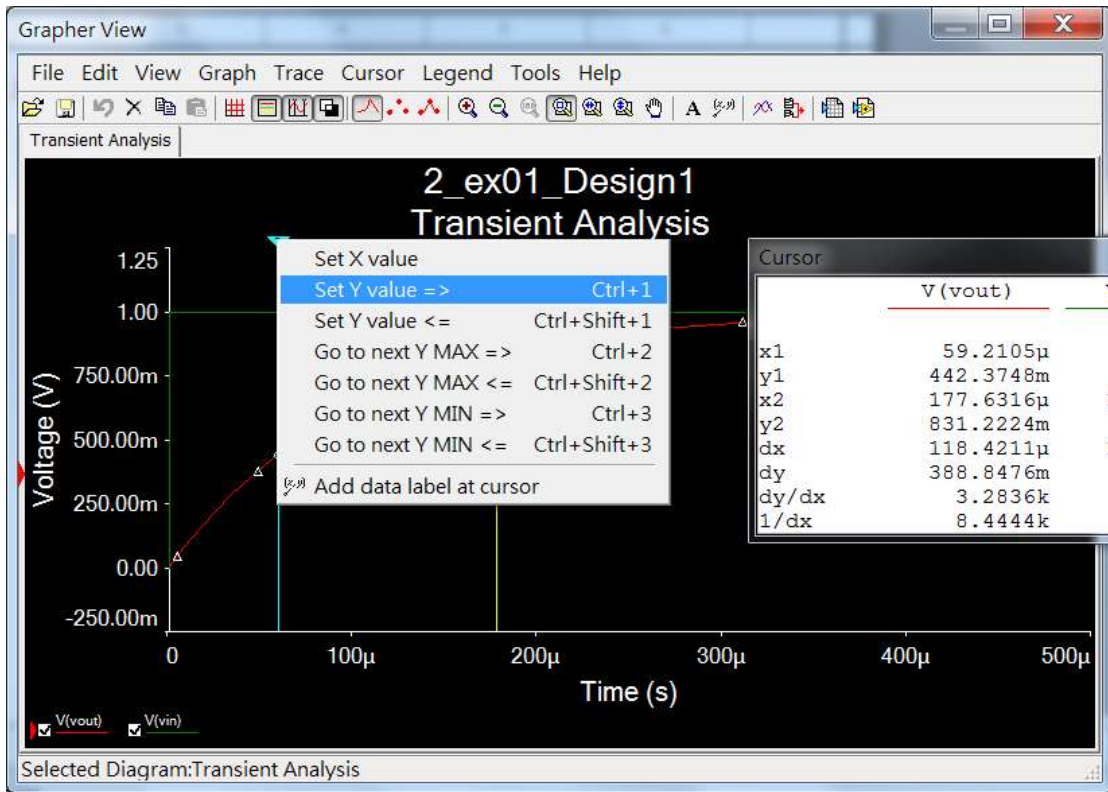 Grapher View
File Edit View Graph Trace Cursor Legend Tools Help
A
Transient Analysis
2_ex01_Design1
Transient Analysis
Set X value
Set Y value => Ctrl+1
Set Y value <= Ctrl+Shift+1
Go to next Y MAX => Ctrl+2
Go to next Y MAX <= Ctrl+Shift+2
Go to next Y MIN => Ctrl+3
Go to next Y MIN <= Ctrl+Shift+3
Add data label at cursor
Cursor
V(vout)
x1 59.2105µ
y1 442.3748m
x2 177.6316µ
y2 831.2224m
dx 118.4211µ
dy 388.8476m
dy/dx 3.2836k
1/dx 8.4444k
Voltage (V)
1.25
1.00
750.00m
500.00m
250.00m
0.00
-250.00m
0 100µ 200µ 300µ 400µ 500µ
Time (s)
V(vout) V(vin)
Selected Diagram:Transient Analysis